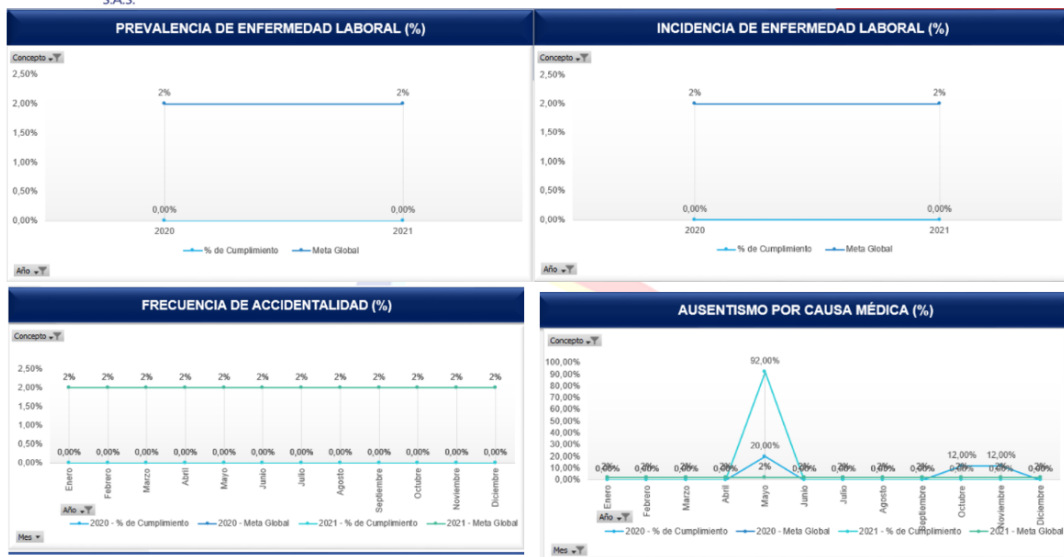 S.A.S.
PREVALENCIA DE ENFERMEDAD LABORAL (%)
Concepto
2,50%
2,00%
1,50%
1,00%
0,50%
0,00%
2%
2%
0,00%
0,00%
2020
2021
% de Cumplimiento
Meta Global
Año
INCIDENCIA DE ENFERMEDAD LABORAL (%)
Concepto
2,50%
2,00%
1,50%
1,00%
0,50%
0,00%
2%
2%
0,00%
0,00%
2020
2021
% de Cumplimiento
Meta Global
Año
FRECUENCIA DE ACCIDENTALIDAD (%)
Concepto
2,50%
2,00%
1,50%
1,00%
0,50%
0,00%
2% 2% 2% 2% 2% 2% 2% 2% 2% 2% 2% 2%
0,00% 0,00% 0,00% 0,00% 0,00% 0,00% 0,00% 0,00% 0,00% 0,00% 0,00% 0,00%
Enero Febrero Marzo Abril Mayo Junio Julio Agosto Septiembre Octubre Noviembre Diciembre
Año
2020 - % de Cumplimiento
2020 - Meta Global
2021 - % de Cumplimiento
2021 - Meta Global
Mes
AUSENTISMO POR CAUSA MÉDICA (%)
Concepto
100,00%
90,00%
80,00%
70,00%
60,00%
50,00%
40,00%
30,00%
20,00%
10,00%
0,00%
92,00%
20,00%
2%
12,00%
12,00%
Enero Febrero Marzo Abril Mayo Junio Julio Agosto Septiembre Octubre Noviembre Diciembre
Año
2020 - % de Cumplimiento
2020 - Meta Global
2021 - % de Cumplimiento
2021 - Meta Global
Mes